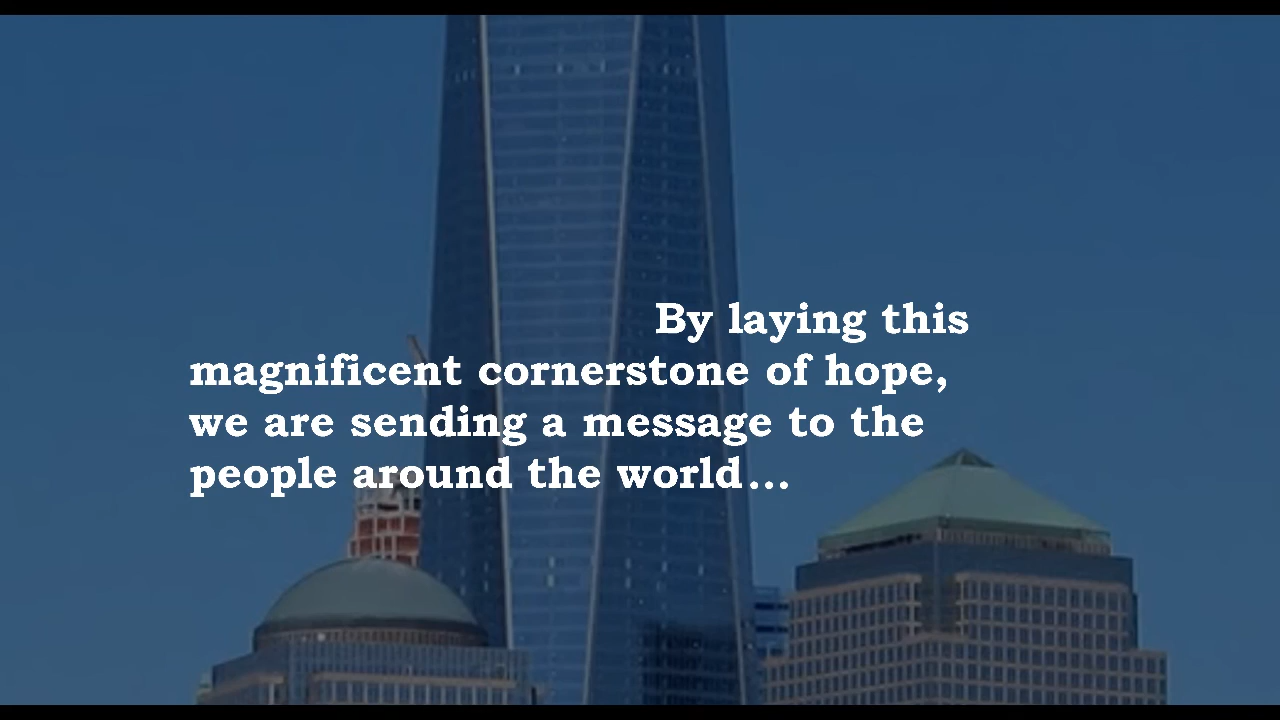 By laying this
magnificent cornerstone of hope,
we are sending a message to the
people around the world...